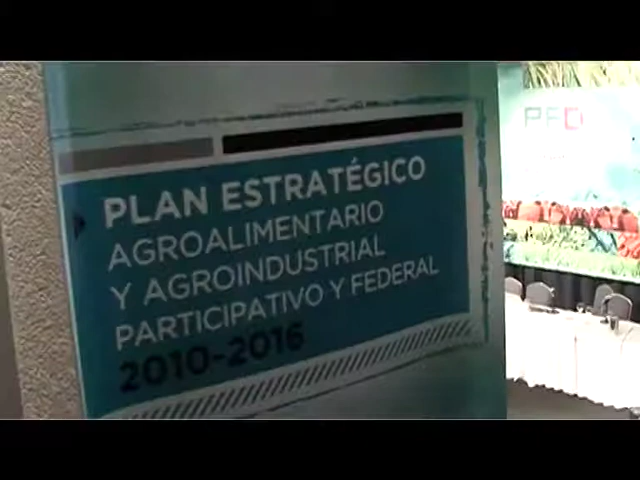 PLAN ESTRATÉGICO
AGROALIMENTARIO
Y AGROINDUSTRIAL
PARTICIPATIVO Y FEDERAL
2010-2016